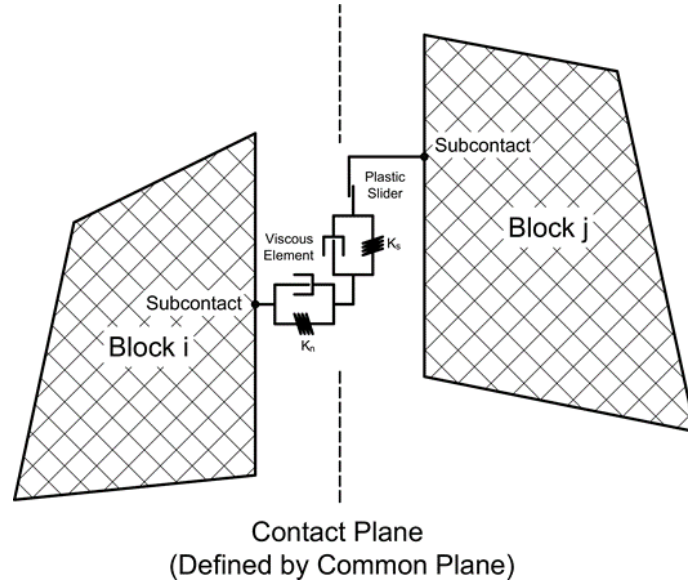 Subcontact
Plastic
Slider
Block j
Viscous
Element
Kₛ
Subcontact
Block i
Kₙ
Contact Plane
(Defined by Common Plane)